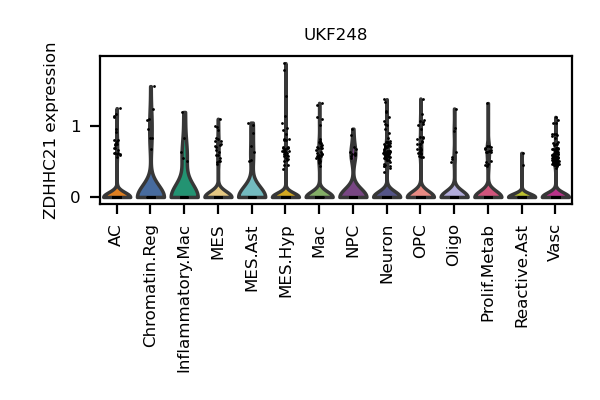 UKF248
ZDHHC21 expression
1
0
AC
Chromatin.Reg
Inflammatory.Mac
MES
MES.Ast
MES.Hyp
Mac
NPC
Neuron
OPC
Oligo
Prolif.Metab
Reactive.Ast
Vasc